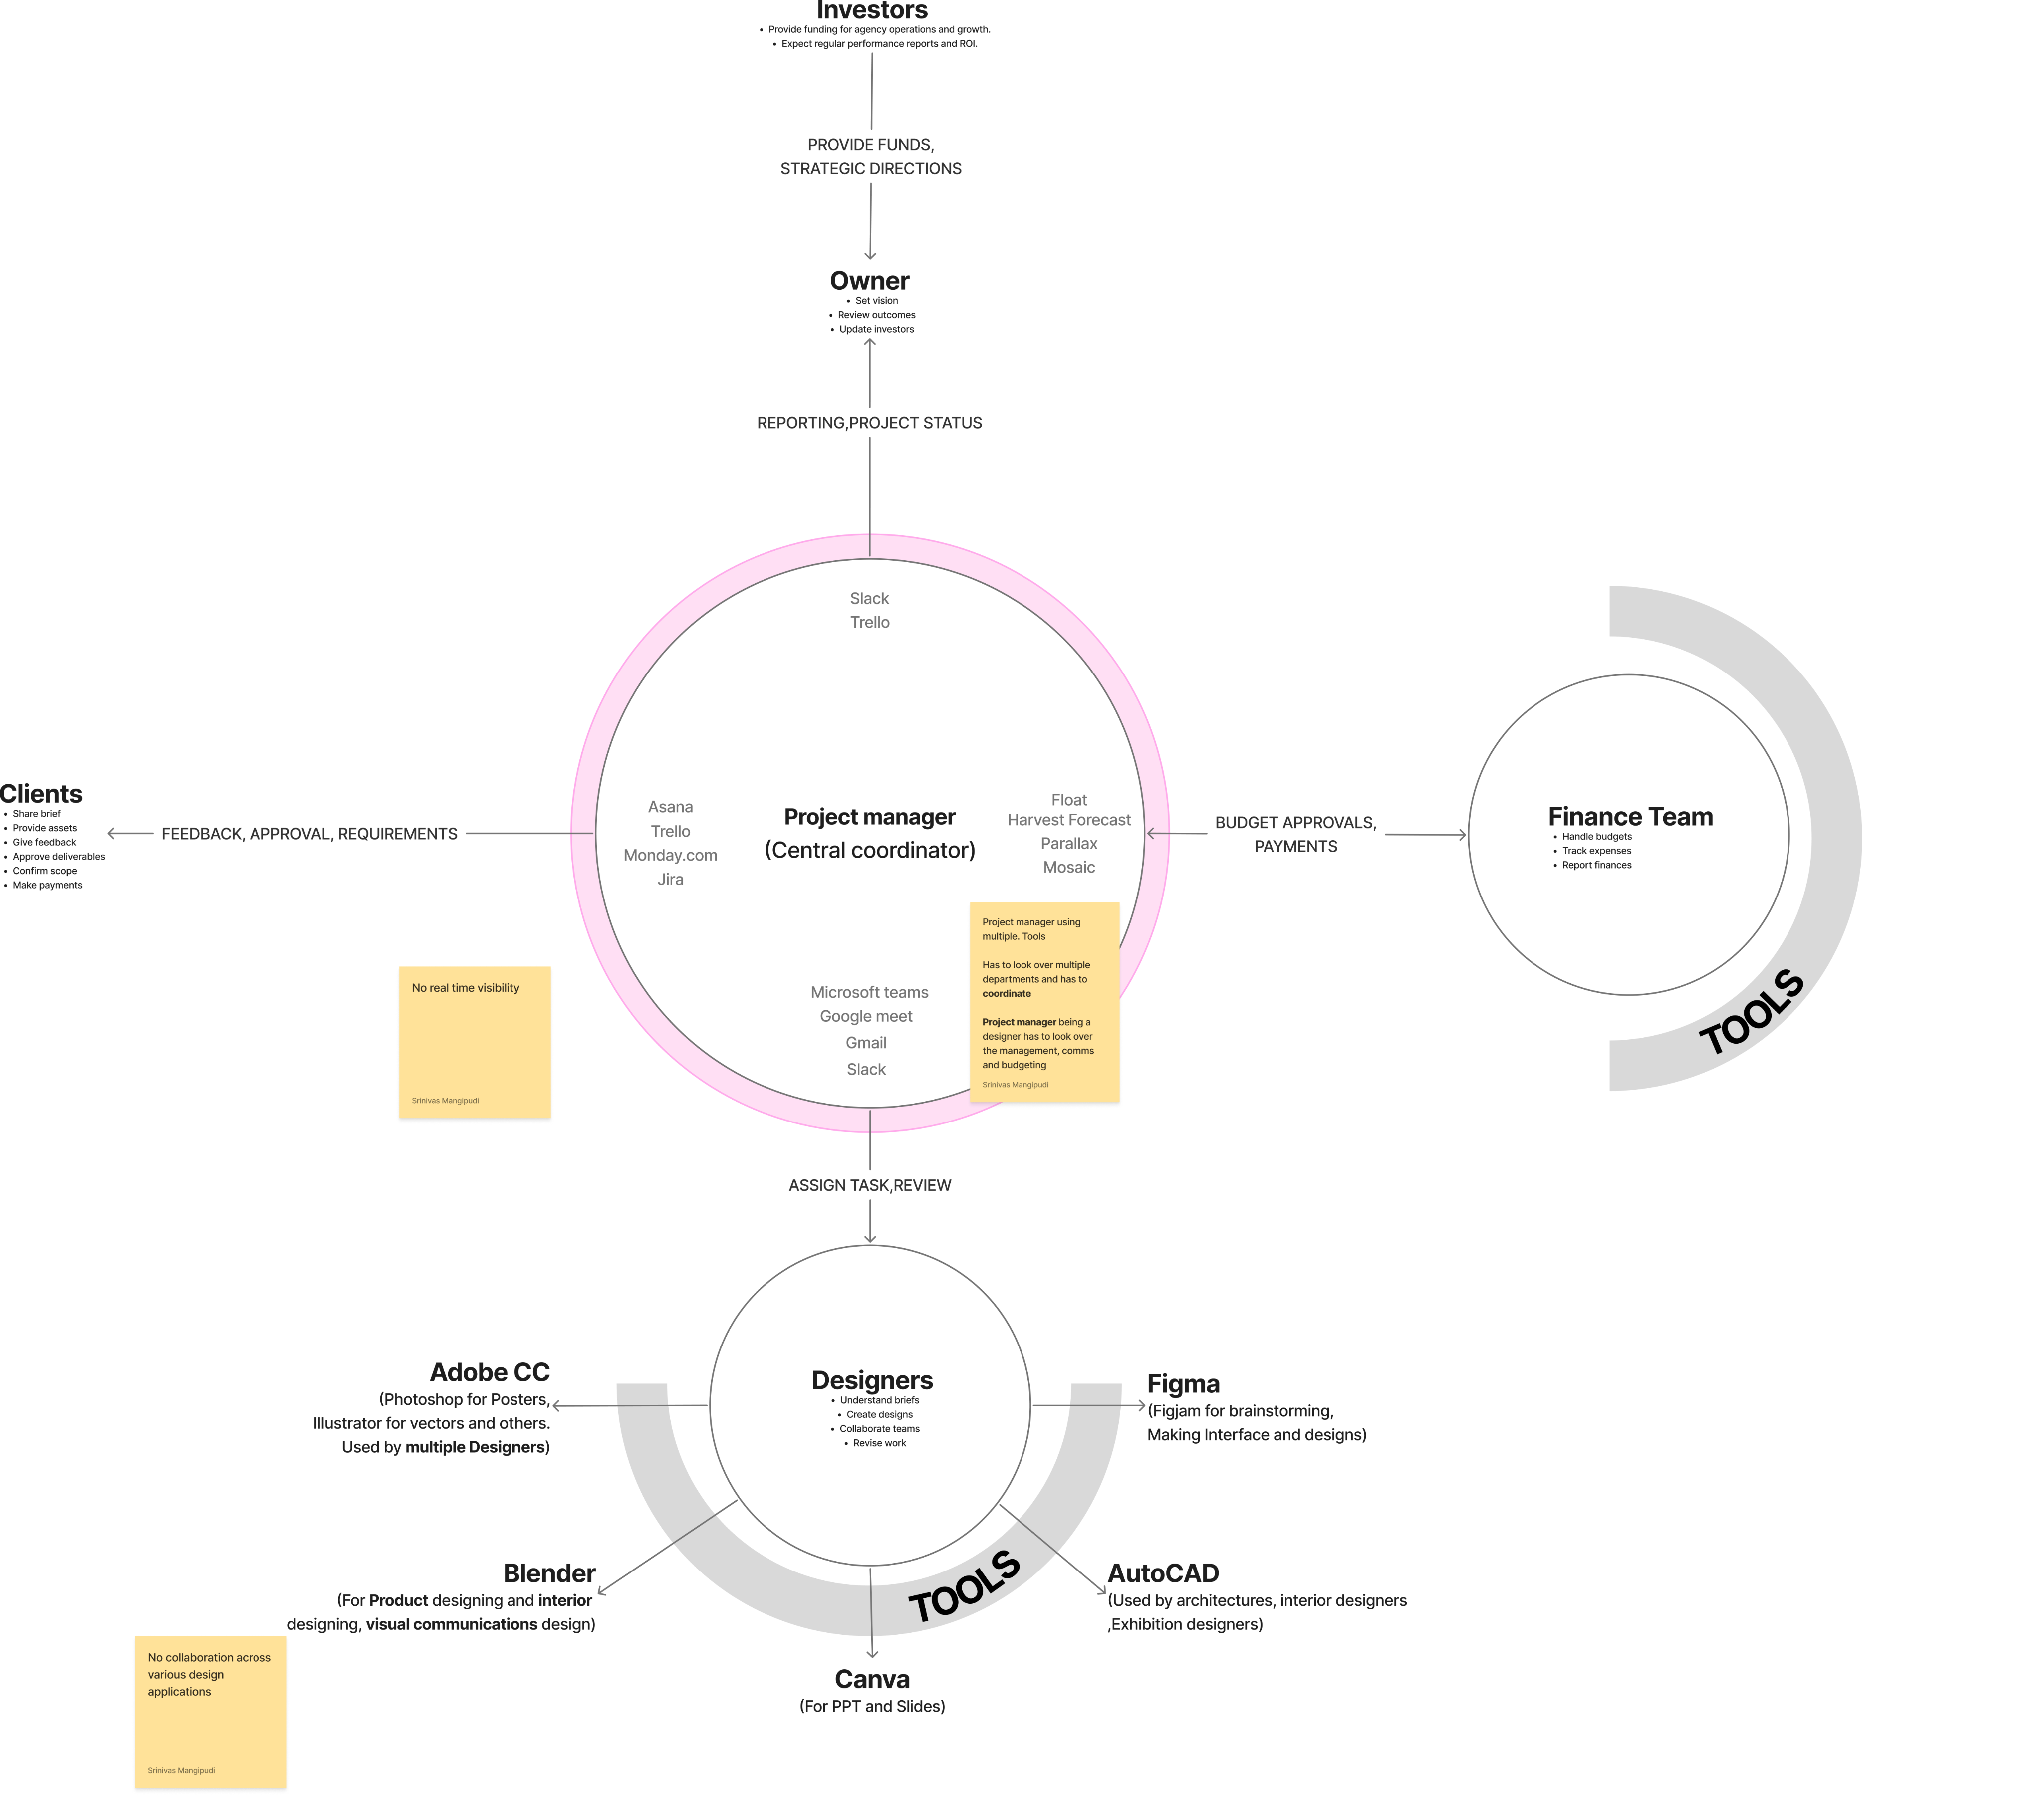 Investors
• Provide funding for agency operations and growth.
• Expect regular performance reports and ROI.
PROVIDE FUNDS,
STRATEGIC DIRECTIONS
Owner
• Set vision
• Review outcomes
• Update investors
REPORTING,PROJECT STATUS
Slack
Trello
Clients
• Share brief
• Provide assets
• Give feedback
• Approve deliverables
• Confirm scope
• Make payments
FEEDBACK, APPROVAL, REQUIREMENTS
Asana
Trello
Monday.com
Jira
Project manager
(Central coordinator)
Float
Harvest Forecast
Parallax
Mosaic
BUDGET APPROVALS,
PAYMENTS
Finance Team
• Handle budgets
• Track expenses
• Report finances
TOOLS
Project manager using
multiple. Tools
Has to look over multiple
departments and has to
coordinate
Project manager being a
designer has to look over
the management, comms
and budgeting
Srinivas Mangipudi
No real time visibility
Srinivas Mangipudi
Microsoft teams
Google meet
Gmail
Slack
ASSIGN TASK,REVIEW
Designers
• Understand briefs
• Create designs
• Collaborate teams
• Revise work
Adobe CC
(Photoshop for Posters,
Illustrator for vectors and others.
Used by multiple Designers)
Figma
(Figjam for brainstorming,
Making Interface and designs)
Blender
(For Product designing and interior
designing, visual communications design)
TOOLS
AutoCAD
(Used by architectures, interior designers
,Exhibition designers)
Canva
(For PPT and Slides)
No collaboration across
various design
applications
Srinivas Mangipudi